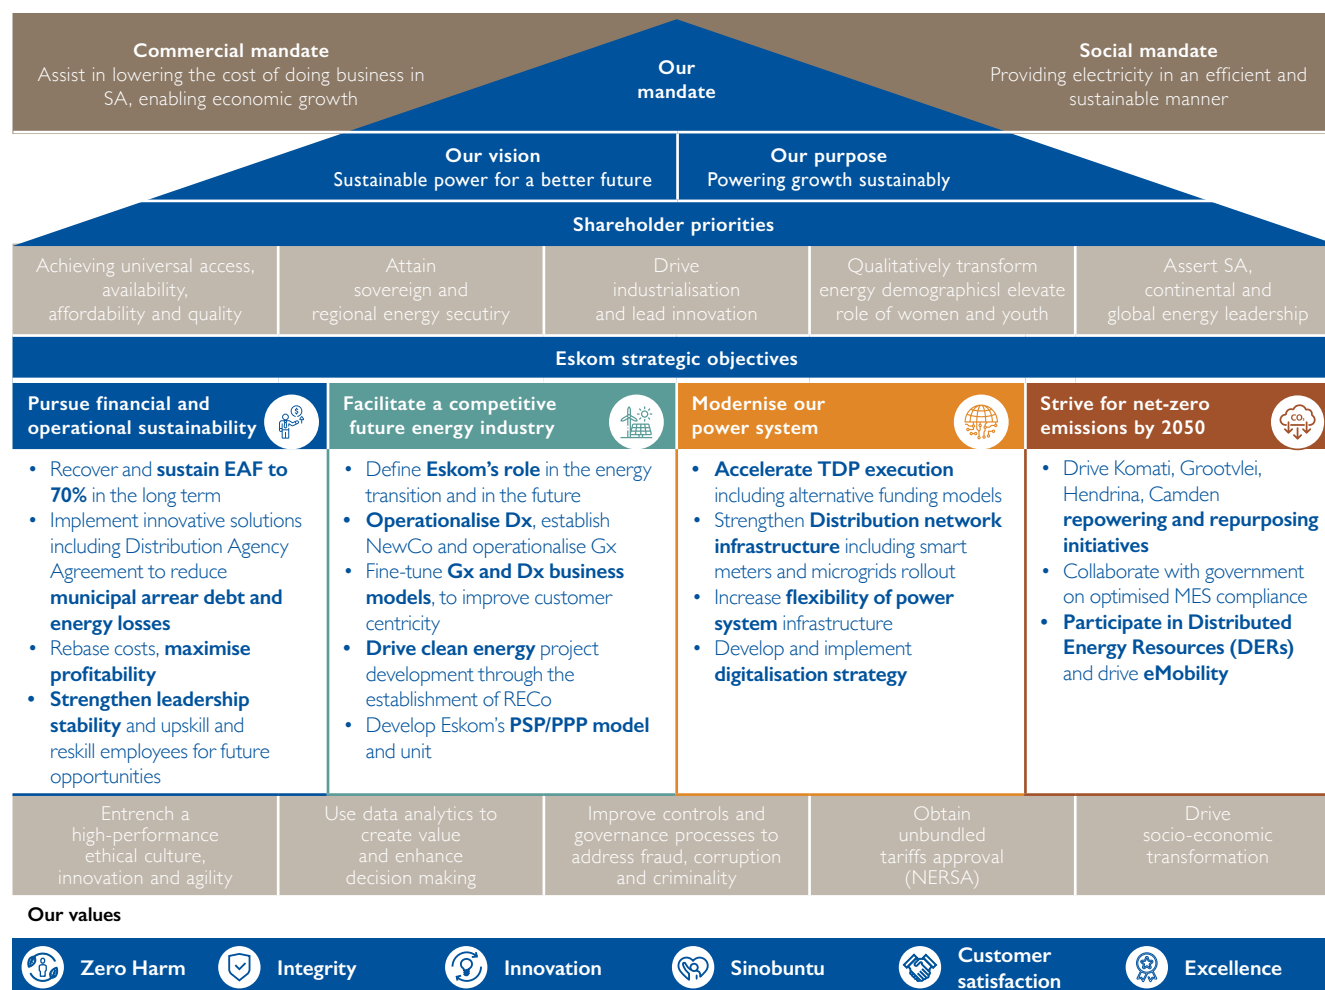 Commercial mandate
Assist in lowering the cost of doing business in
SA, enabling economic growth
Our
mandate
Social mandate
Providing electricity in an efficient and
sustainable manner
Our vision
Sustainable power for a better future
Our purpose
Powering growth sustainably
Shareholder priorities
Achieving universal access,
availability,
affordability and quality
Attain
sovereign and
regional energy secutiry
Drive
industrialisation
and lead innovation
Qualitatively transform
energy demographicsl elevate
role of women and youth
Assert SA,
continental and
global energy leadership
Eskom strategic objectives
Pursue financial and
operational sustainability
• Recover and sustain EAF to
70% in the long term
• Implement innovative solutions
including Distribution Agency
Agreement to reduce
municipal arrear debt and
energy losses
• Rebase costs, maximise
profitability
• Strengthen leadership
stability and upskill and
reskill employees for future
opportunities
Facilitate a competitive
future energy industry
• Define Eskom's role in the energy
transition and in the future
• Operationalise Dx, establish
NewCo and operationalise Gx
• Fine-tune Gx and Dx business
models, to improve customer
centricity
• Drive clean energy project
development through the
establishment of RECo
• Develop Eskom's PSP/PPP model
and unit
Modernise our
power system
• Accelerate TDP execution
including alternative funding models
• Strengthen Distribution network
infrastructure including smart
meters and microgrids rollout
• Increase flexibility of power
system infrastructure
• Develop and implement
digitalisation strategy
Strive for net-zero
emissions by 2050
CO₂
• Drive Komati, Grootvlei,
Hendrina, Camden
repowering and repurposing
initiatives
• Collaborate with government
on optimised MES compliance
• Participate in Distributed
Energy Resources (DERs)
and drive eMobility
Entrench a
high-performance
ethical culture,
innovation and agility
Use data analytics to
create value
and enhance
decision making
Improve controls and
governance processes to
address fraud, corruption
and criminality
Obtain
unbundled
tariffs approval
(NERSA)
Drive
socio-economic
transformation
Our values
Zero Harm
Integrity
Innovation
Sinobuntu
Customer
satisfaction
Excellence